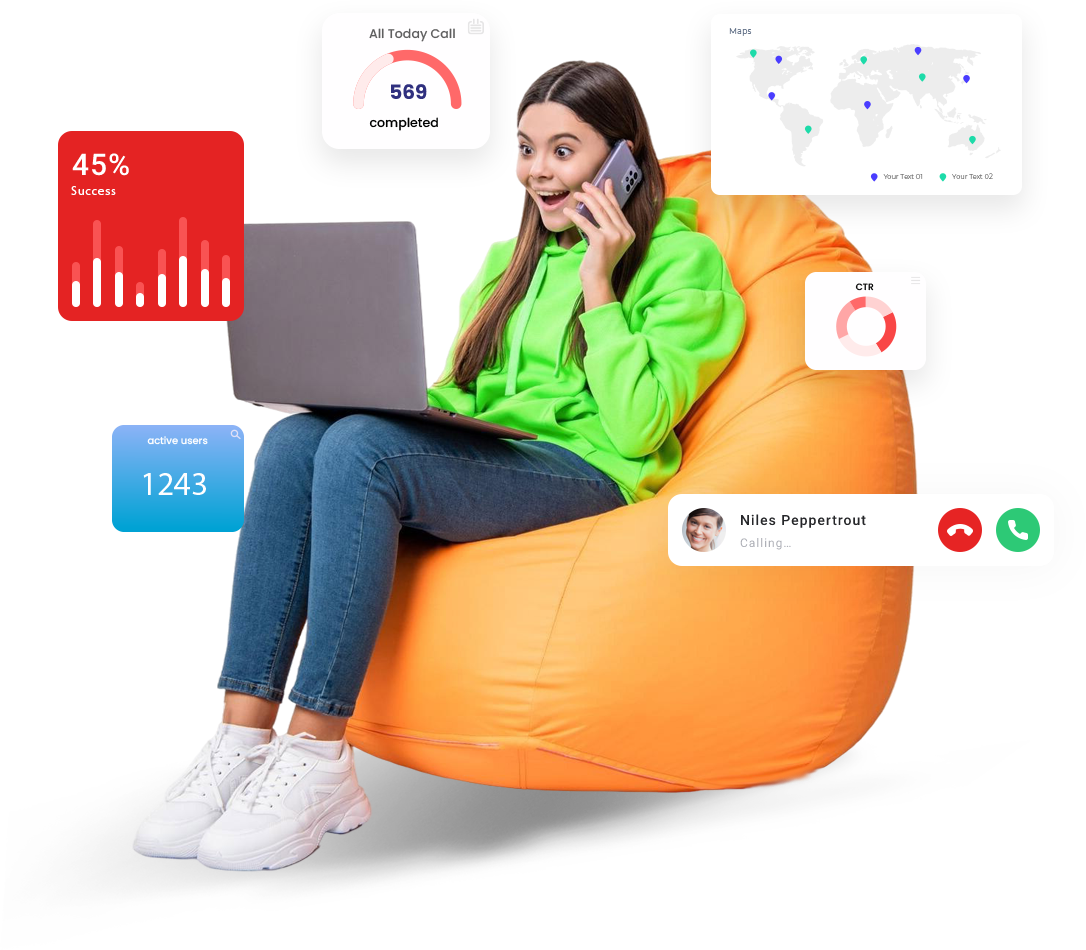 All Today Call
569
completed
Maps
Your Text 01
Your Text 02
45%
Success
CTR
active users
1243
Niles Peppertrout
Calling...